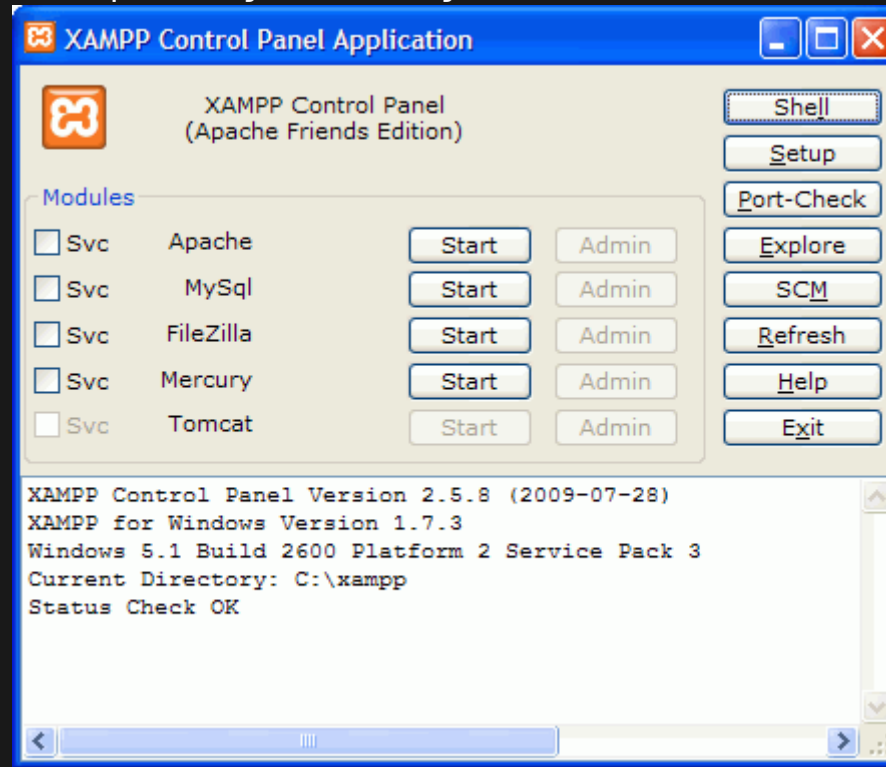 XAMPP Control Panel Application
XAMPP Control Panel
(Apache Friends Edition)
Shell
Setup
Modules
Port-Check
Svc Apache Start Admin Explore
Svc MySql Start Admin SCM
Svc FileZilla Start Admin Refresh
Svc Mercury Start Admin Help
Svc Tomcat Start Admin Exit
XAMPP Control Panel Version 2.5.8 (2009-07-28)
XAMPP for Windows Version 1.7.3
Windows 5.1 Build 2600 Platform 2 Service Pack 3
Current Directory: C:\xampp
Status Check OK